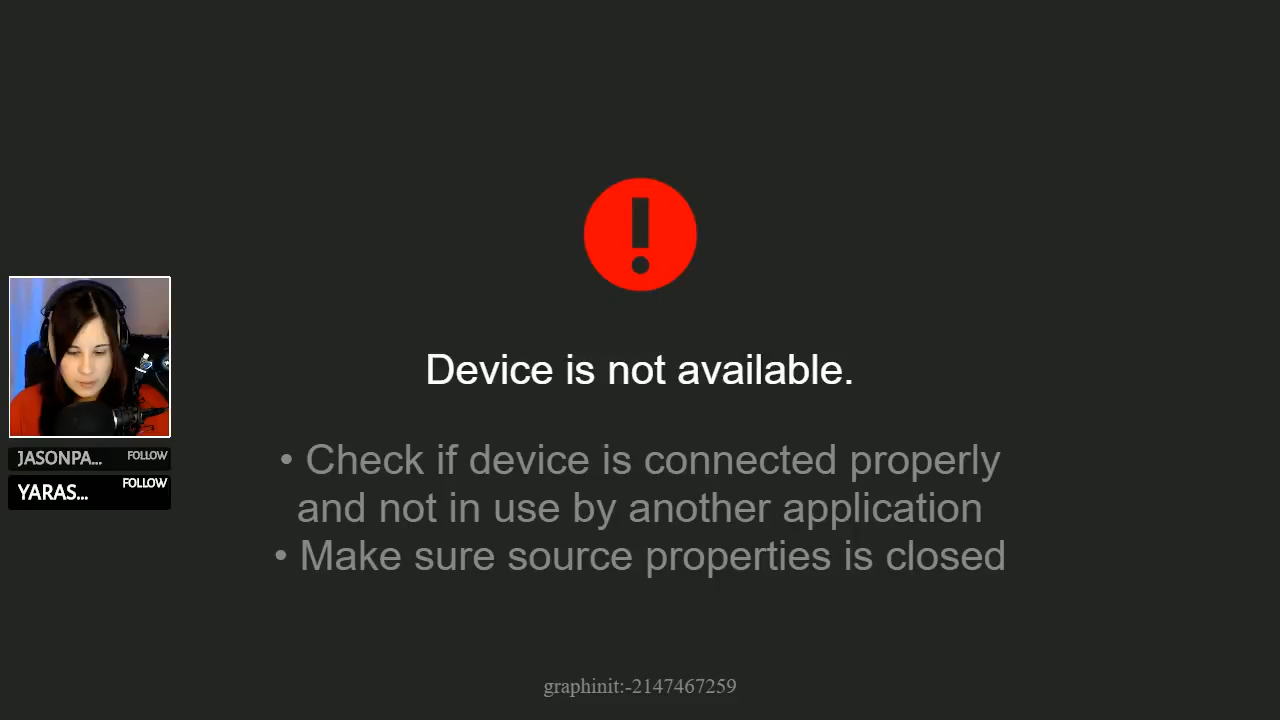 Device is not available.
• Check if device is connected properly
and not in use by another application
• Make sure source properties is closed
JASONPA... FOLLOW
YARAS... FOLLOW
graphinit:-2147467259